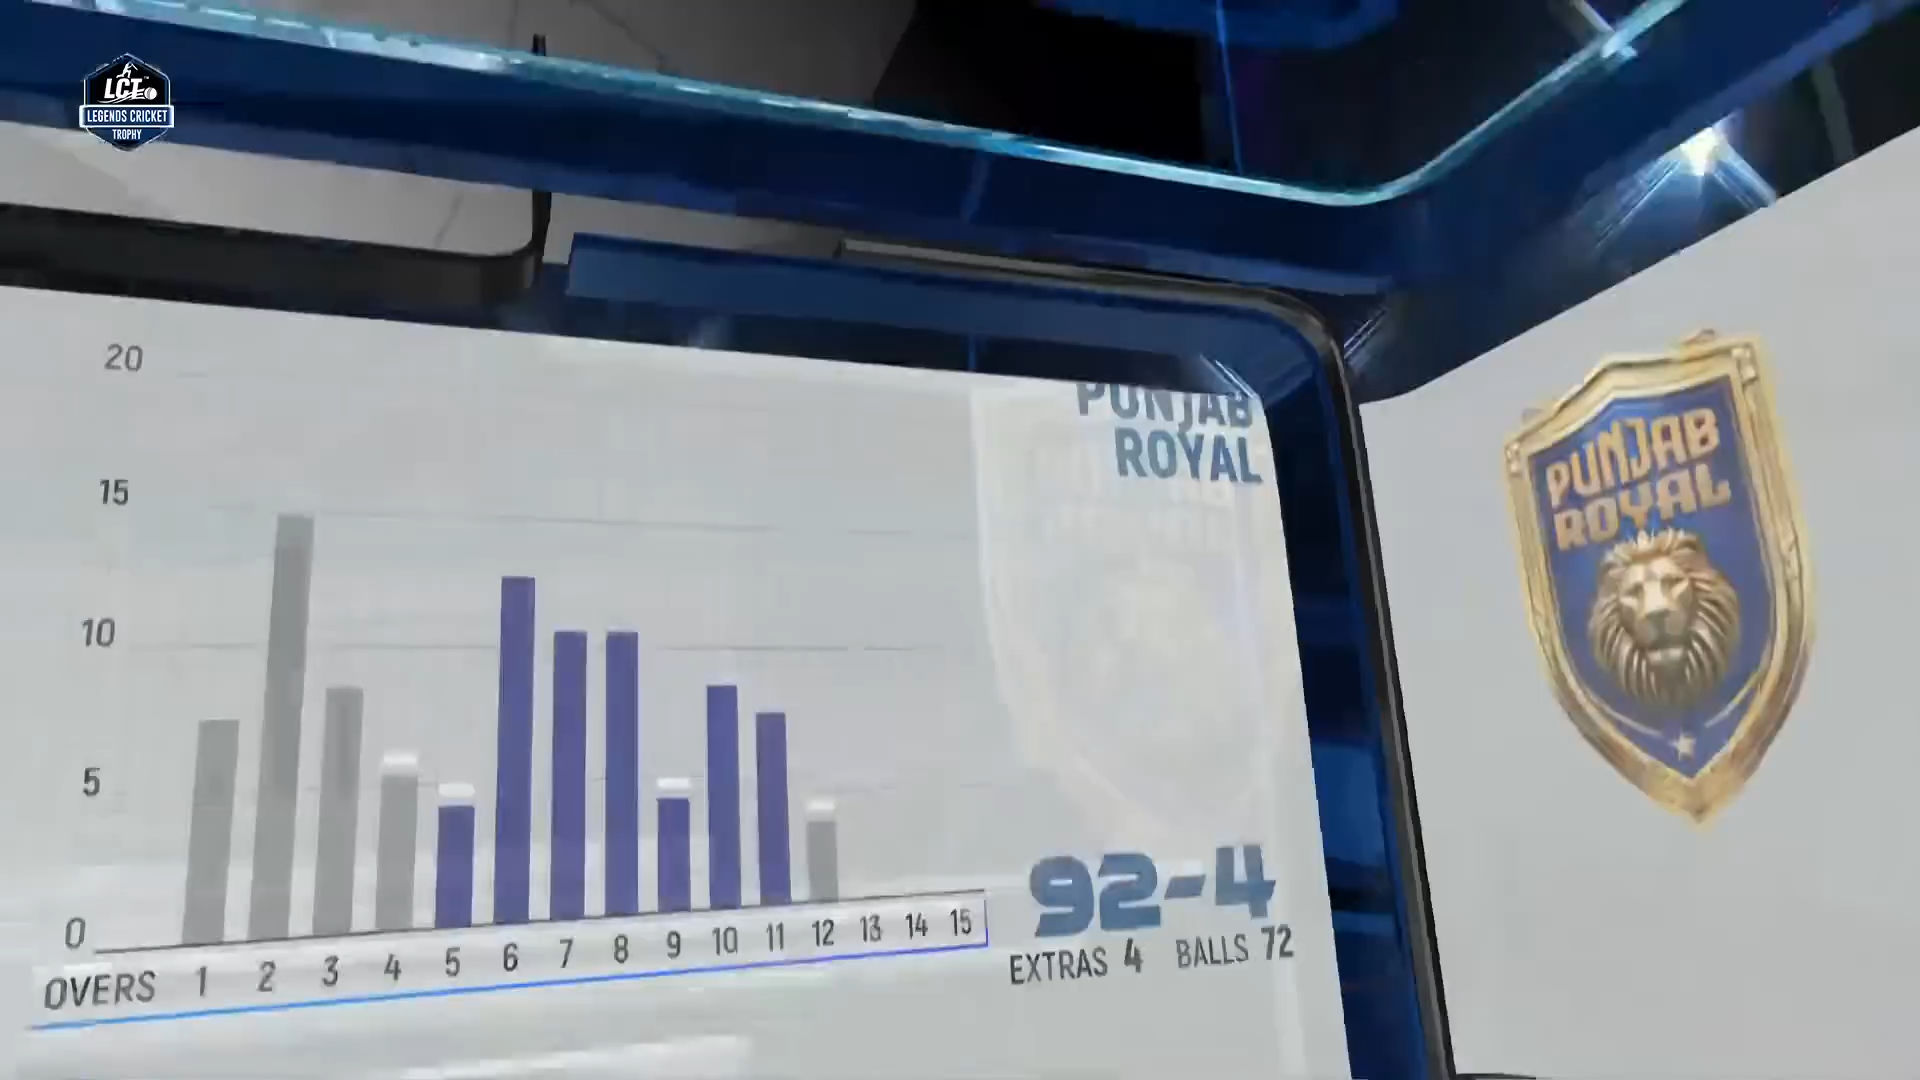 LCT
LEGENDS CRICKET
TROPHY
20
15
10
5
0
OVERS 1 2 3 4 5 6 7 8 9 10 11 12 13 14 15
PUNJAB
ROYAL
92-4
EXTRAS 4 BALLS 72
PUNJAB
ROYAL